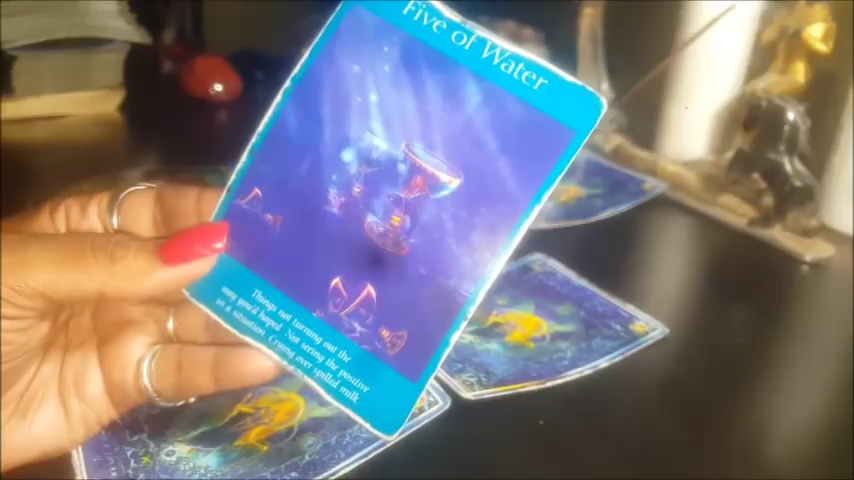 Five of Water
Things not turning out the
way you'd hoped. Not seeing the positive
in a situation. Crying over spilled milk